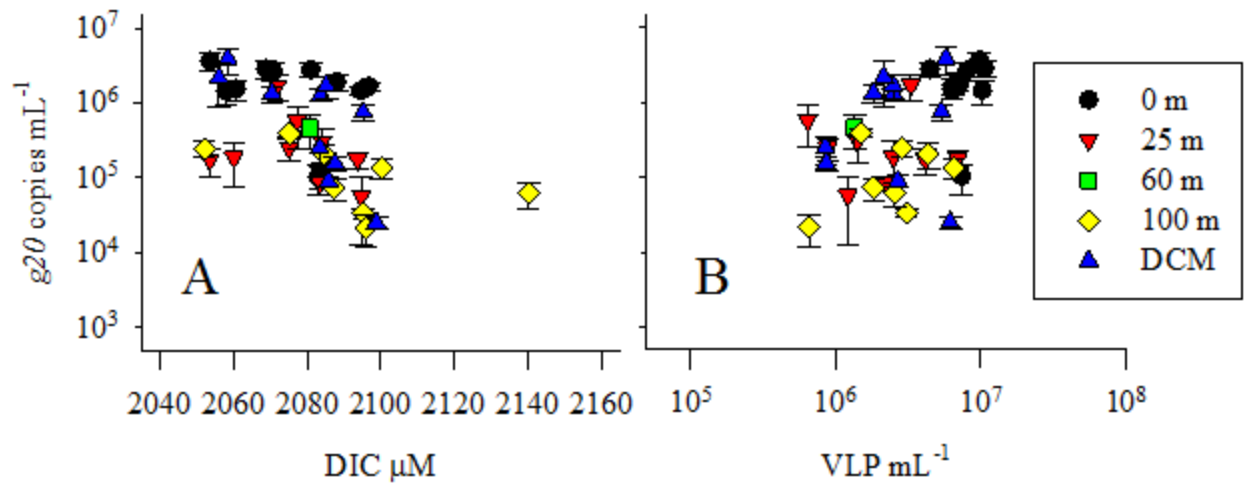 10⁷
10⁶
10⁵
10⁴
10³
g20 copies mL⁻¹
A
B
2040 2060 2080 2100 2120 2140 2160
10⁵ 10⁶ 10⁷ 10⁸
DIC μM
VLP mL⁻¹
0 m
25 m
60 m
100 m
DCM